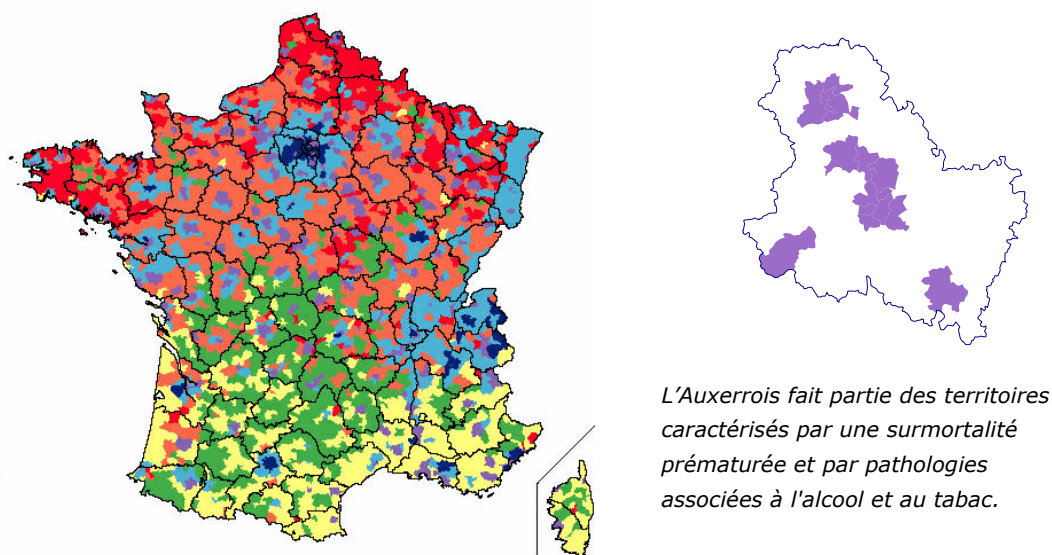 L’Auxerrois fait partie des territoires
caractérisés par une surmortalité
prématurée et par pathologies
associées à l'alcool et au tabac.